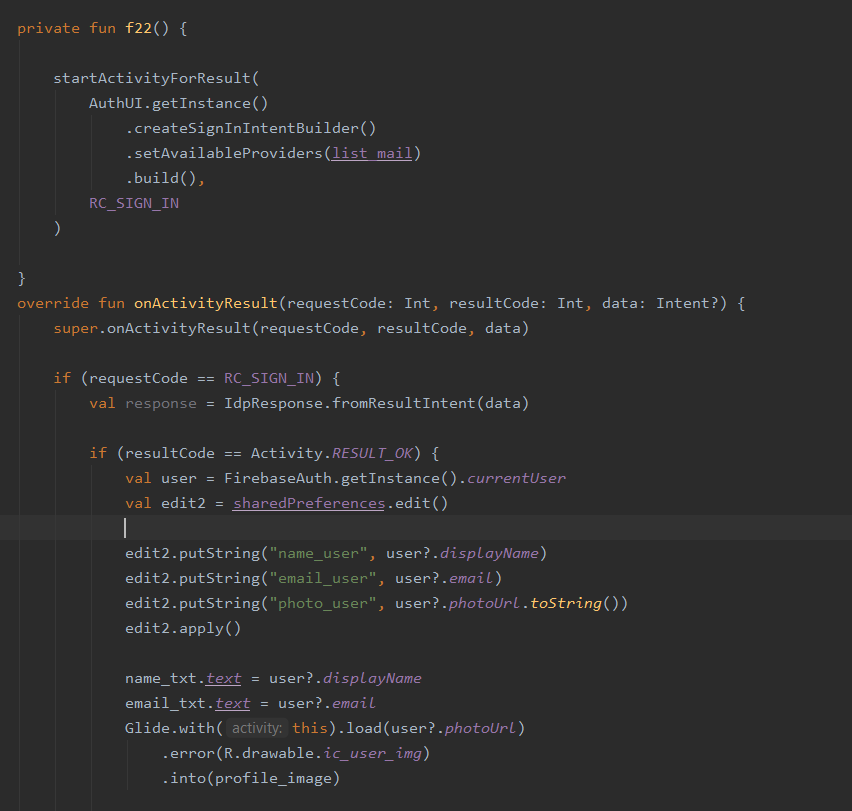 private fun f22() {
startActivityForResult(
AuthUI.getInstance()
.createSignInIntentBuilder()
.setAvailableProviders(list_mail)
.build(),
RC_SIGN_IN
)
}
override fun onActivityResult(requestCode: Int, resultCode: Int, data: Intent?) {
super.onActivityResult(requestCode, resultCode, data)
if (requestCode == RC_SIGN_IN) {
val response = IdpResponse.fromResultIntent(data)
if (resultCode == Activity.RESULT_OK) {
val user = FirebaseAuth.getInstance().currentUser
val edit2 = sharedPreferences.edit()
edit2.putString("name_user", user?.displayName)
edit2.putString("email_user", user?.email)
edit2.putString("photo_user", user?.photoUrl.toString())
edit2.apply()
name_txt.text = user?.displayName
email_txt.text = user?.email
Glide.with( activity: this).load(user?.photoUrl)
.error(R.drawable.ic_user_img)
.into(profile_image)